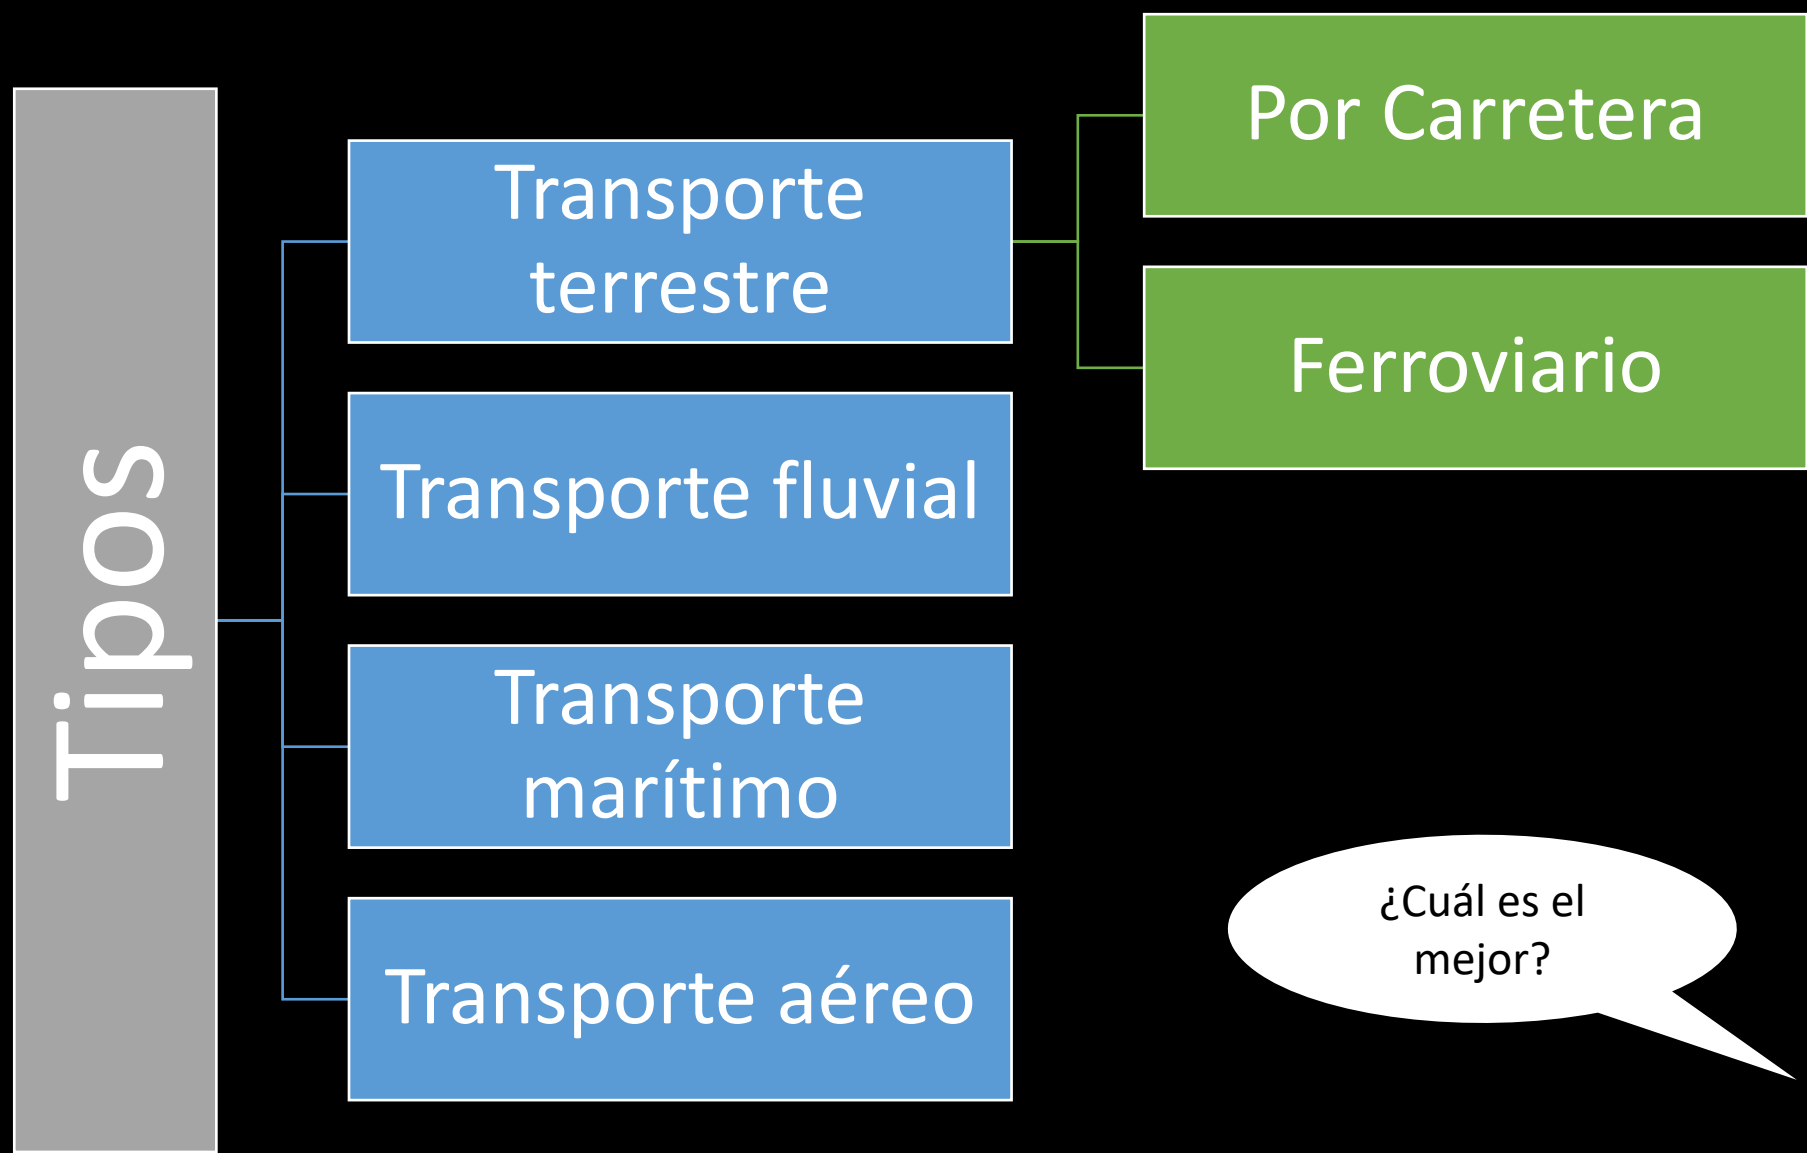 Tipos
Transporte
terrestre
Por Carretera
Ferroviario
Transporte fluvial
Transporte
marítimo
Transporte aéreo
¿Cuál es el
mejor?